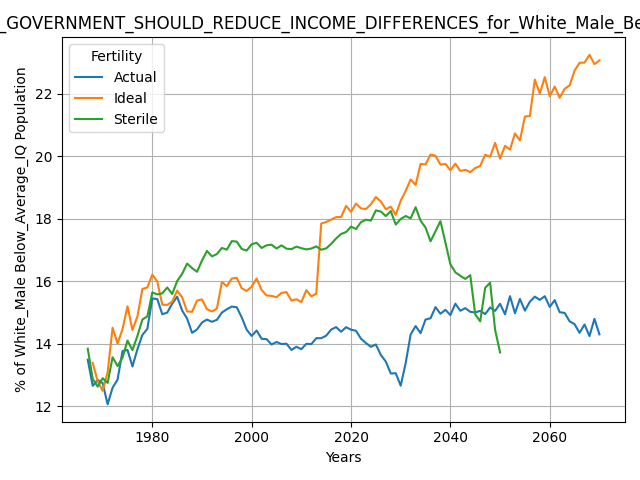 _GOVERNMENT_SHOULD_REDUCE_INCOME_DIFFERENCES_for_White_Male_Be
% of White_Male Below_Average_IQ Population
Fertility
Actual
Ideal
Sterile
22
20
18
16
14
12
1980
2000
2020
2040
2060
Years